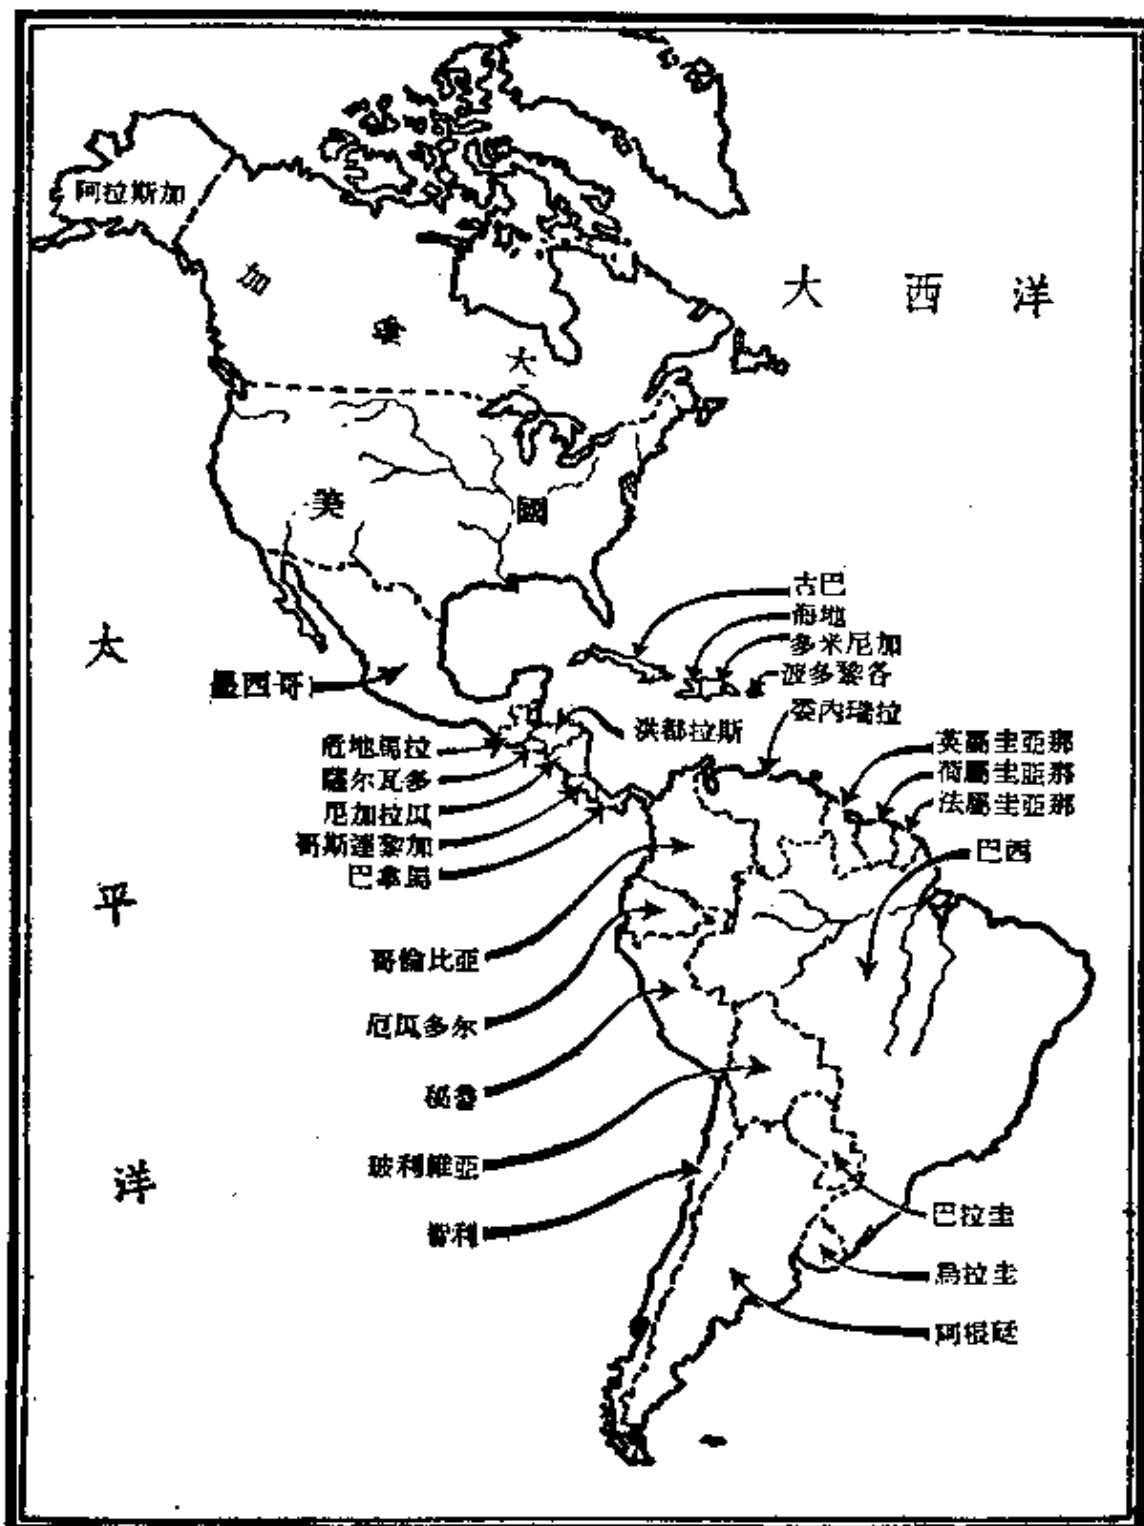 阿拉斯加
加拿大
大西洋
美國
太平洋
古巴
海地
多米尼加
波多黎各
墨西哥
洪都拉斯
委內瑞拉
危地馬拉
薩尔瓦多
尼加拉瓜
哥斯達黎加
巴拿馬
英屬圭亞那
荷屬圭亞那
法屬圭亞那
巴西
哥倫比亞
厄瓜多尔
秘魯
玻利維亞
智利
巴拉圭
烏拉圭
阿根廷